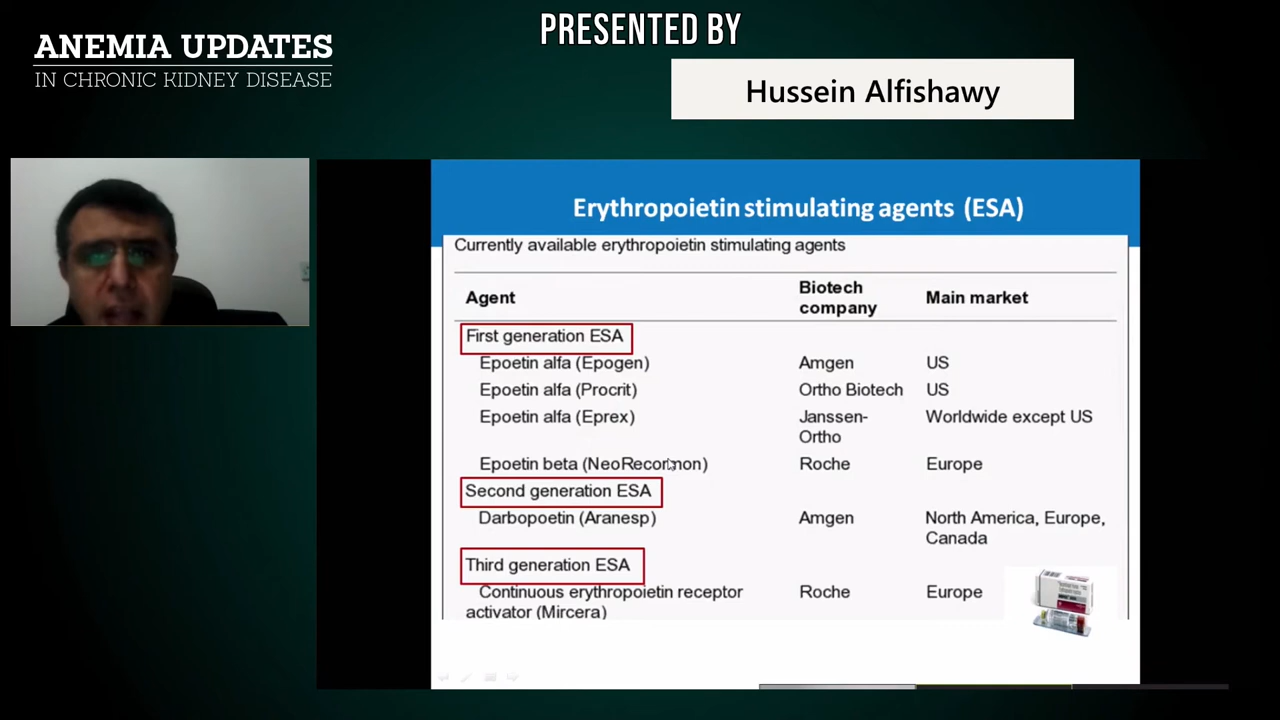 PRESENTED BY
ANEMIA UPDATES
IN CHRONIC KIDNEY DISEASE
Hussein Alfishawy
Erythropoietin stimulating agents (ESA)
Currently available erythropoietin stimulating agents
Agent Biotech company Main market
First generation ESA
Epoetin alfa (Epogen) Amgen US
Epoetin alfa (Procrit) Ortho Biotech US
Epoetin alfa (Eprex) Janssen-Ortho Worldwide except US
Epoetin beta (NeoRecormon) Roche Europe
Second generation ESA
Darbopoetin (Aranesp) Amgen North America, Europe, Canada
Third generation ESA
Continuous erythropoietin receptor activator (Mircera) Roche Europe